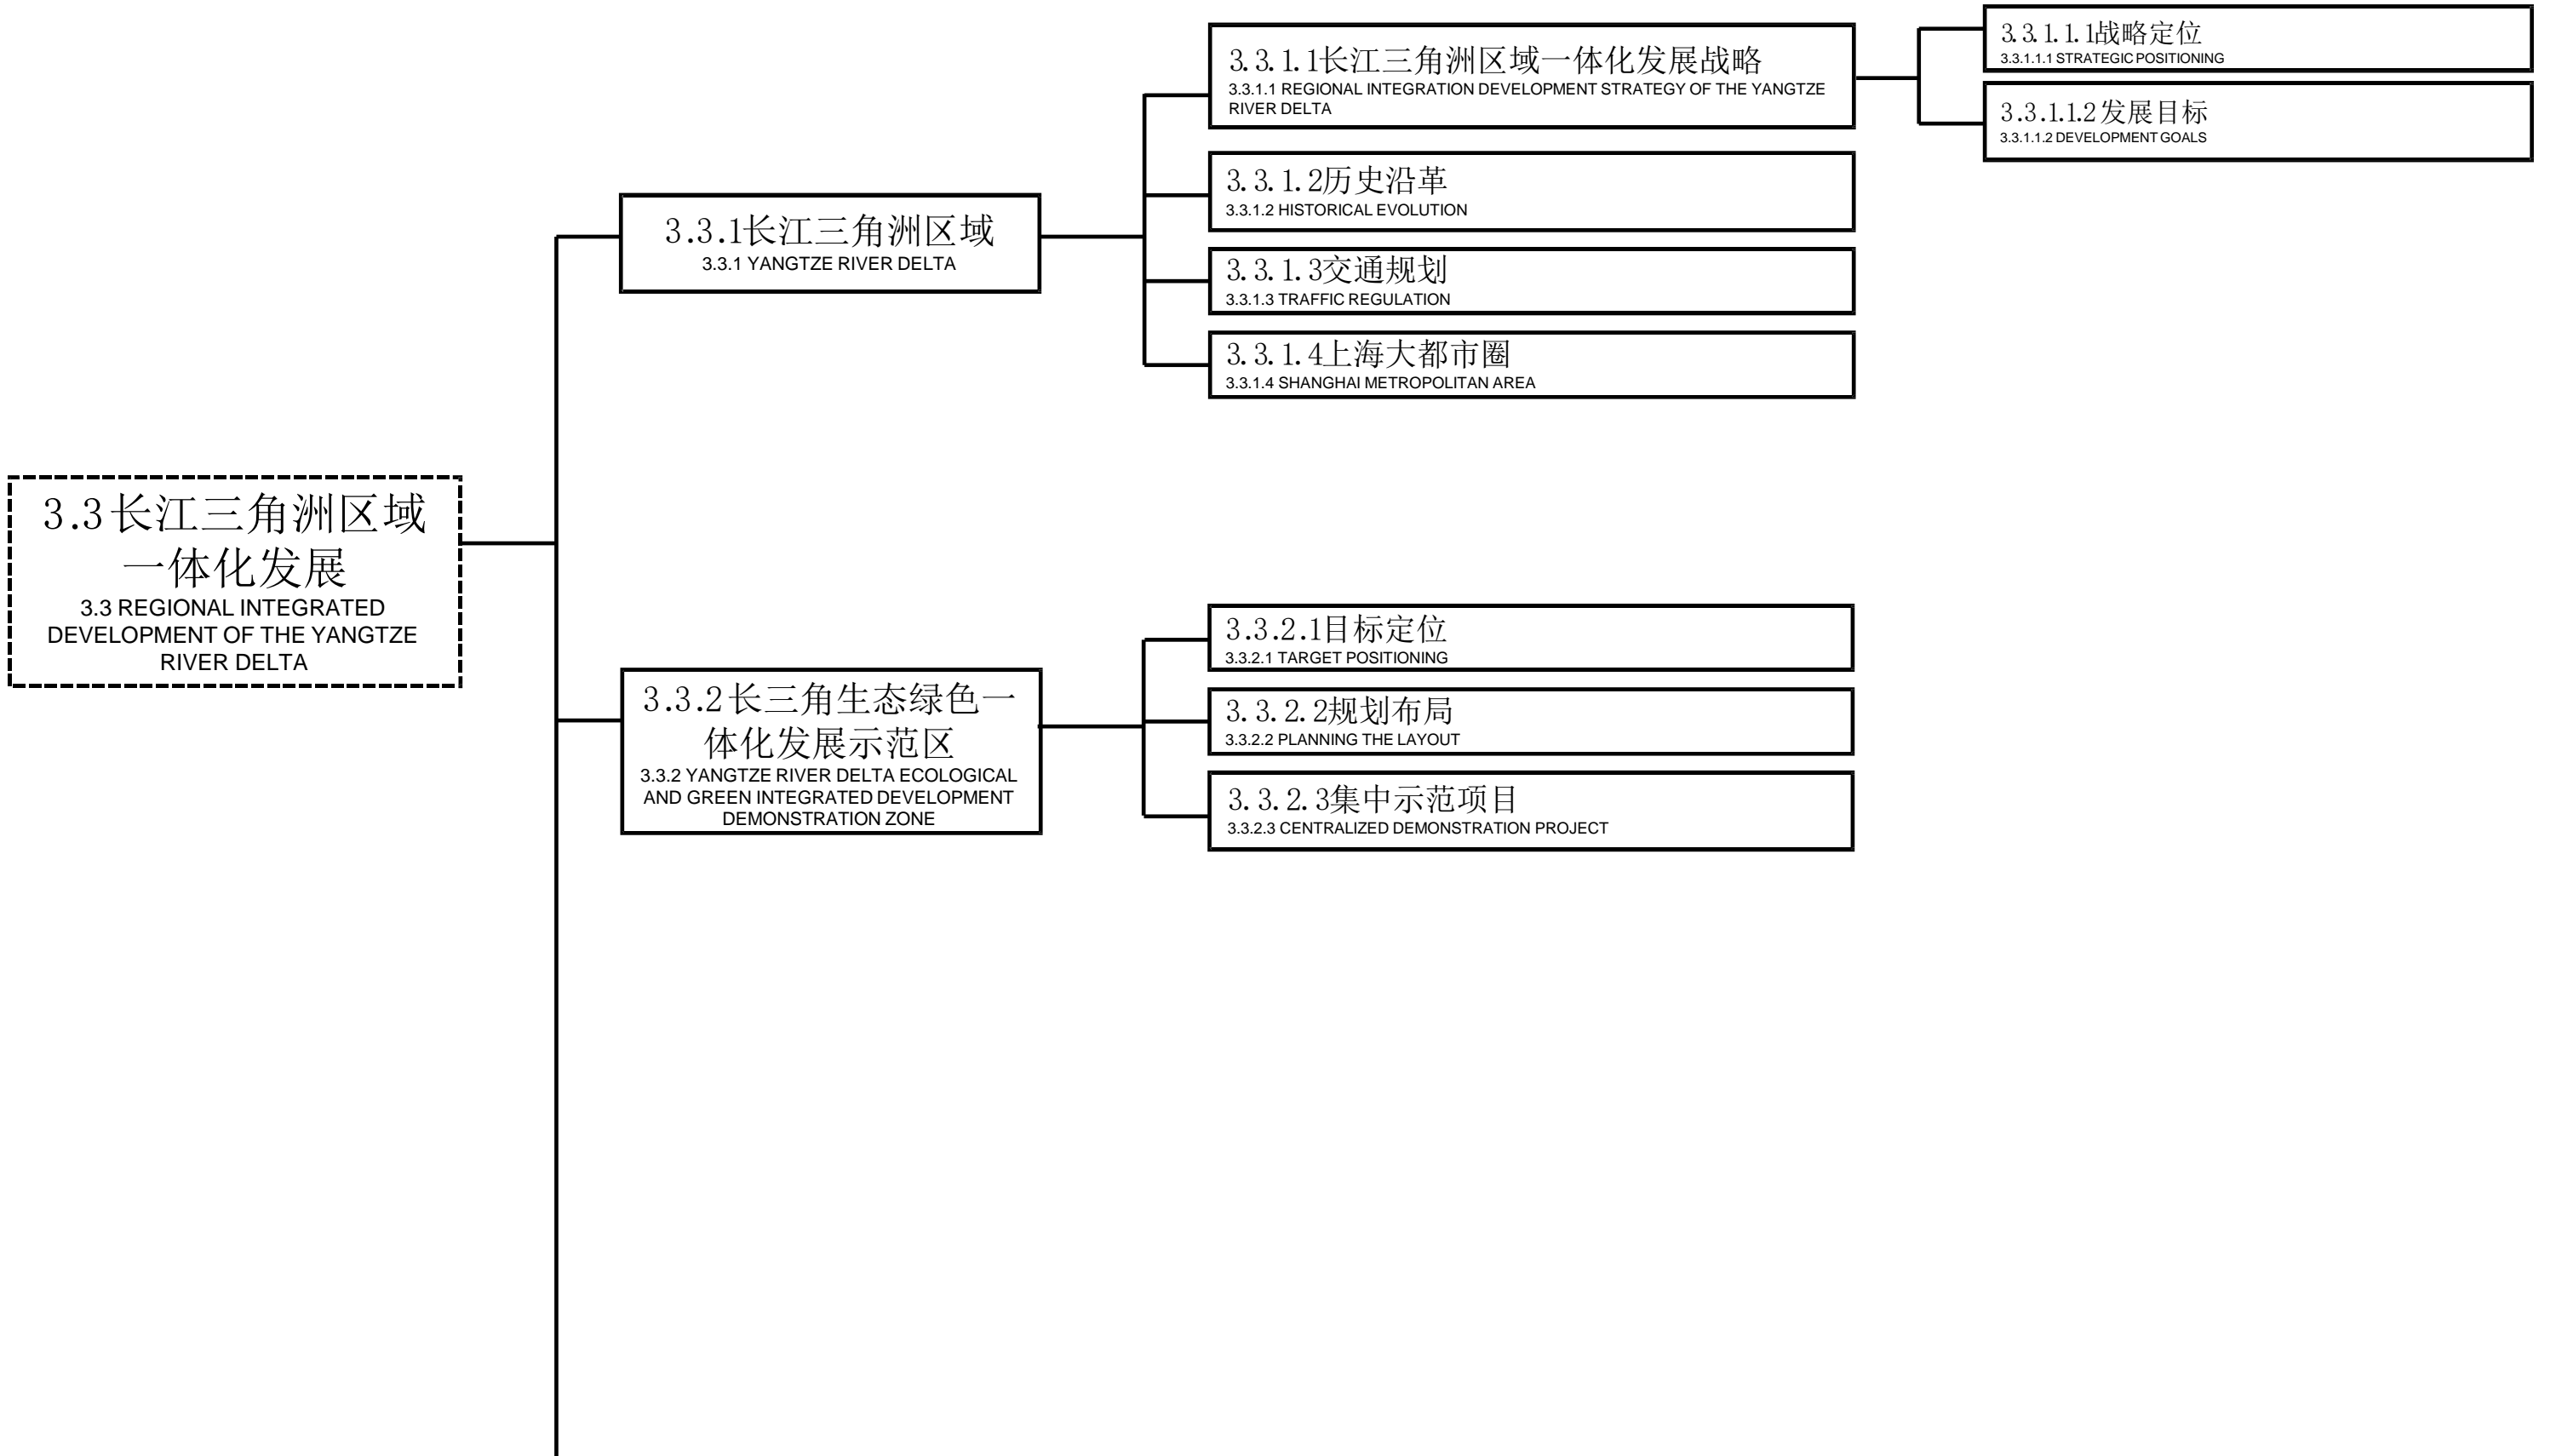 3.3长江三角洲区域
一体化发展
3.3 REGIONAL INTEGRATED
DEVELOPMENT OF THE YANGTZE
RIVER DELTA
3.3.1长江三角洲区域
3.3.1 YANGTZE RIVER DELTA
3.3.1.1长江三角洲区域一体化发展战略
3.3.1.1 REGIONAL INTEGRATION DEVELOPMENT STRATEGY OF THE YANGTZE
RIVER DELTA
3.3.1.1.1战略定位
3.3.1.1.1 STRATEGIC POSITIONING
3.3.1.1.2发展目标
3.3.1.1.2 DEVELOPMENT GOALS
3.3.1.2历史沿革
3.3.1.2 HISTORICAL EVOLUTION
3.3.1.3交通规划
3.3.1.3 TRAFFIC REGULATION
3.3.1.4上海大都市圈
3.3.1.4 SHANGHAI METROPOLITAN AREA
3.3.2长三角生态绿色一
体化发展示范区
3.3.2 YANGTZE RIVER DELTA ECOLOGICAL
AND GREEN INTEGRATED DEVELOPMENT
DEMONSTRATION ZONE
3.3.2.1目标定位
3.3.2.1 TARGET POSITIONING
3.3.2.2规划布局
3.3.2.2 PLANNING THE LAYOUT
3.3.2.3集中示范项目
3.3.2.3 CENTRALIZED DEMONSTRATION PROJECT